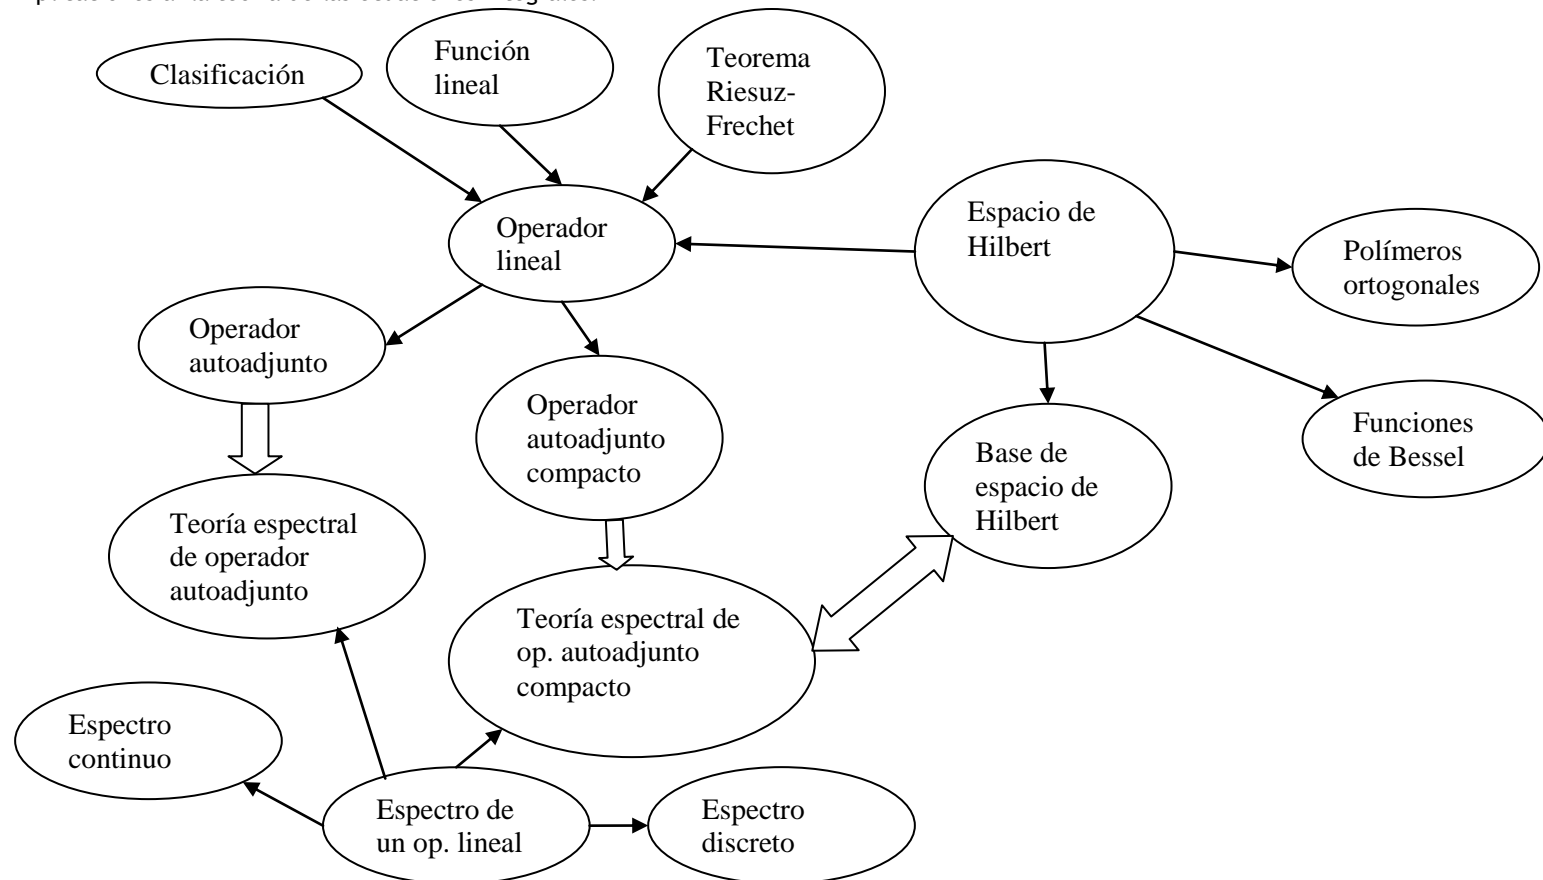 Clasificación
Función
lineal
Teorema
Riesuz-
Frechet
Operador
lineal
Espacio de
Hilbert
Polímeros
ortogonales
Operador
autoadjunto
Operador
autoadjunto
compacto
Base de
espacio de
Hilbert
Funciones
de Bessel
Teoría espectral
de operador
autoadjunto
Teoría espectral de
op. autoadjunto
compacto
Espectro
continuo
Espectro de
un op. lineal
Espectro
discreto